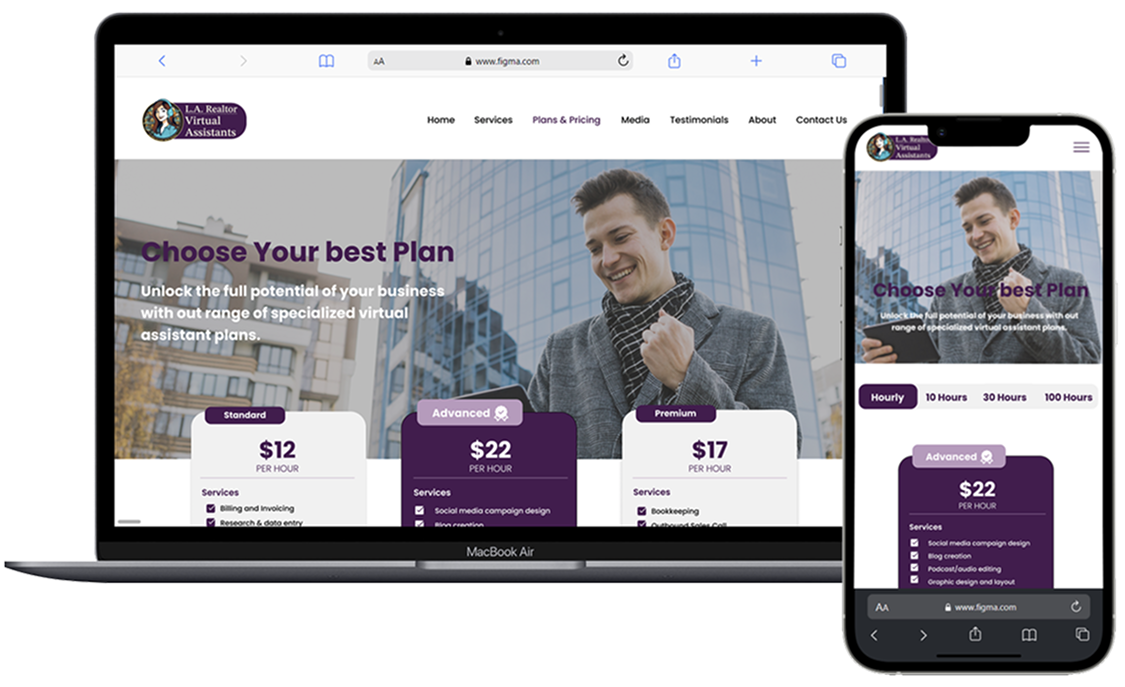 AA
www.figma.com
L.A. Realtor
Virtual
Assistants
Home Services Plans & Pricing Media Testimonials About Contact Us
Choose Your best Plan
Unlock the full potential of your business
with out range of specialized virtual
assistant plans.
Standard
$12
PER HOUR
Services
Billing and Invoicing
Research & data entry
Advanced
$22
PER HOUR
Services
Social media campaign design
Blog creation
Premium
$17
PER HOUR
Services
Bookkeeping
Outbound Sales Call
MacBook Air
L.A. Realtor
Virtual
Assistants
Choose Your best Plan
Unlock the full potential of your business with out
range of specialized virtual assistant plans.
Hourly 10 Hours 30 Hours 100 Hours
Advanced
$22
PER HOUR
Services
Social media campaign design
Blog creation
Podcast/audio editing
Graphic design and layout
AA
www.figma.com